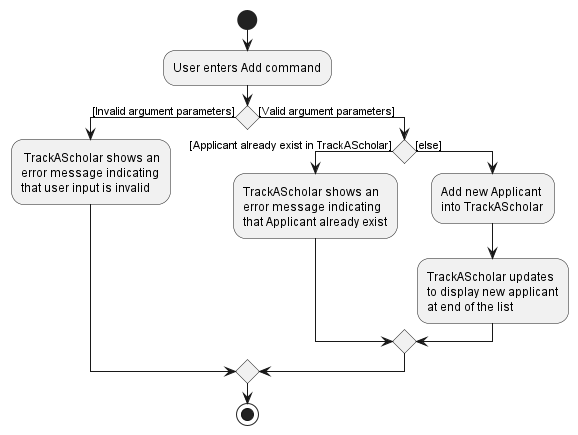 User enters Add command
[Invalid argument parameters]
[Valid argument parameters]
TrackAScholar shows an
error message indicating
that user input is invalid
[Applicant already exist in TrackAScholar]
[else]
TrackAScholar shows an
error message indicating
that Applicant already exist
Add new Applicant
into TrackAScholar
TrackAScholar updates
to display new applicant
at end of the list